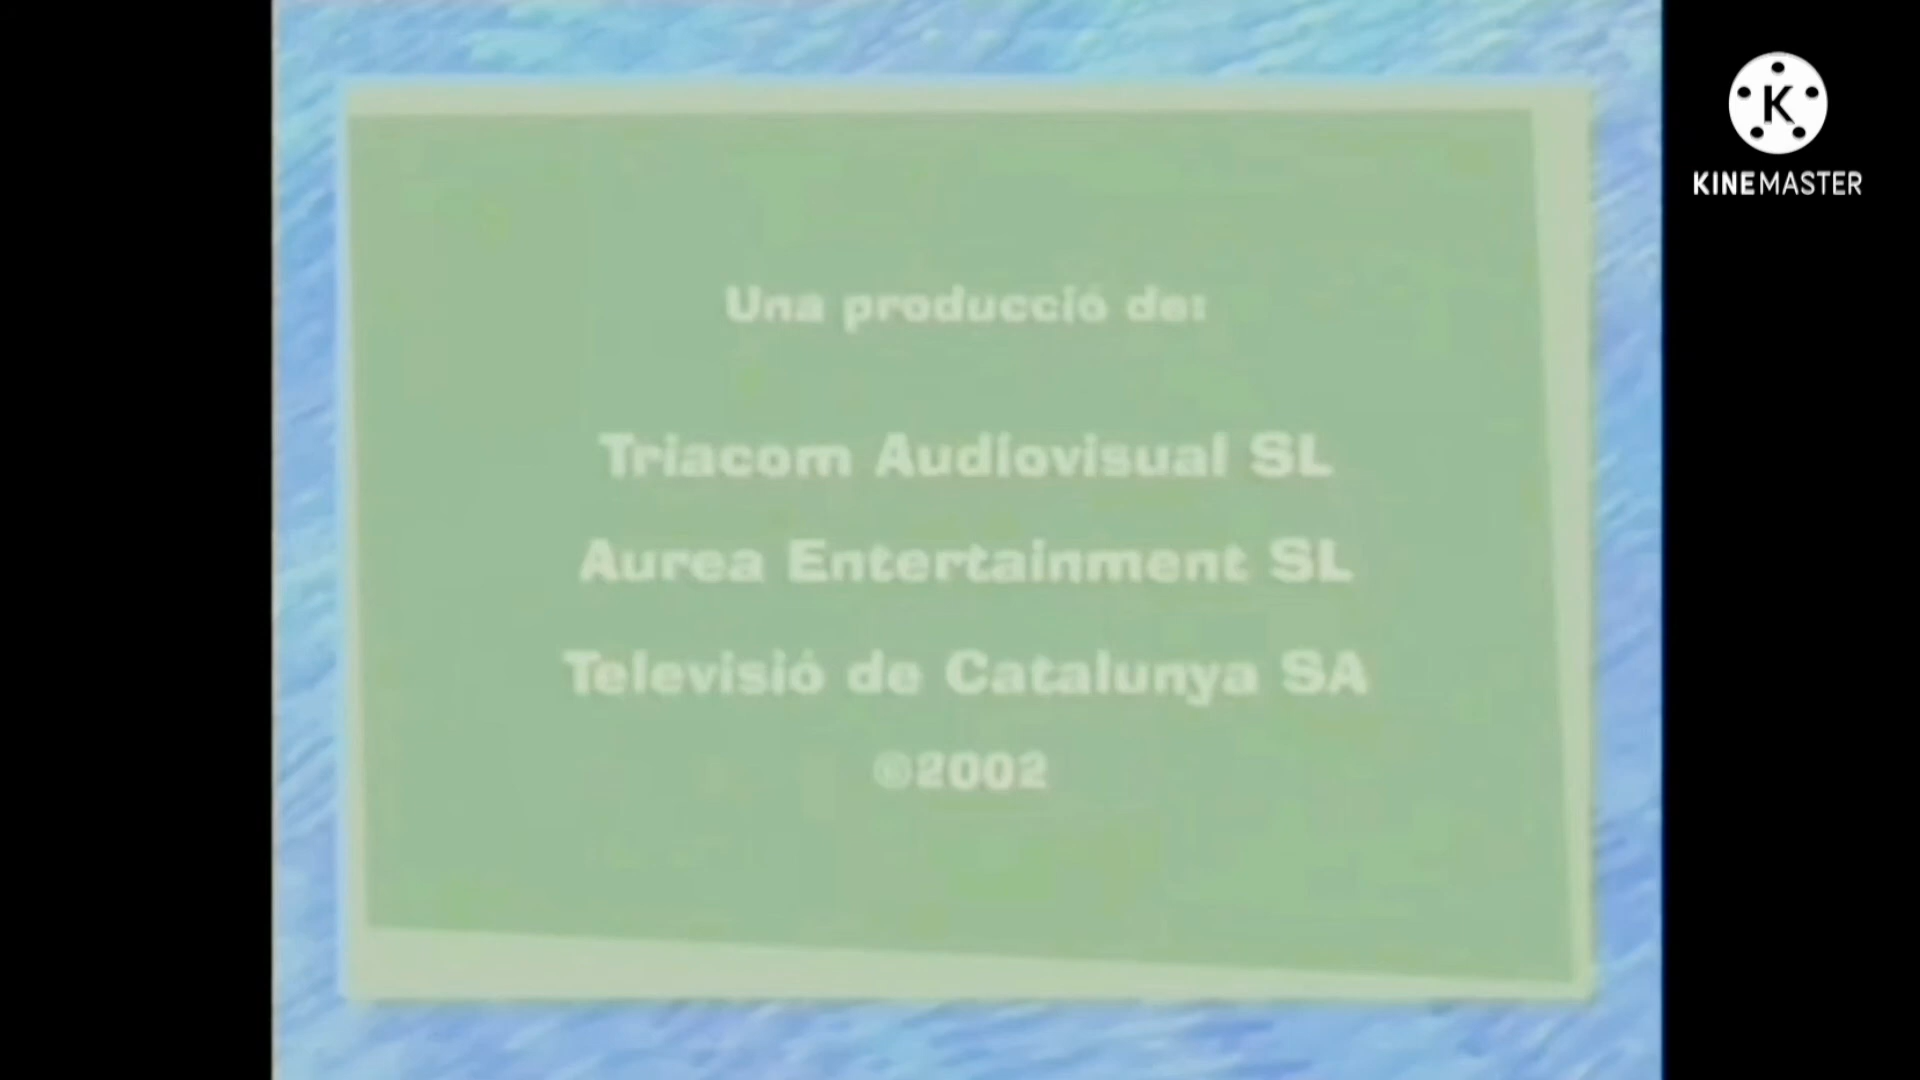 Una producció de:
Triacom Audiovisual SL
Aurea Entertainment SL
Televisió de Catalunya SA
©2002
K
KINEMASTER